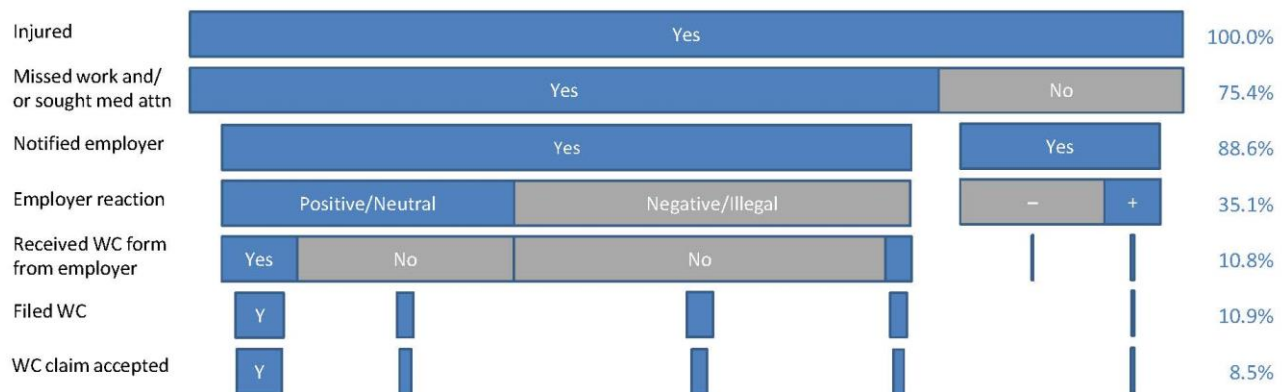 Injured
Yes
100.0%
Missed work and/
or sought med attn
Yes
No
75.4%
Notified employer
Yes
Yes
88.6%
Employer reaction
Positive/Neutral
Negative/Illegal
–
+
35.1%
Received WC form
from employer
Yes
No
No
10.8%
Filed WC
Y
10.9%
WC claim accepted
Y
8.5%